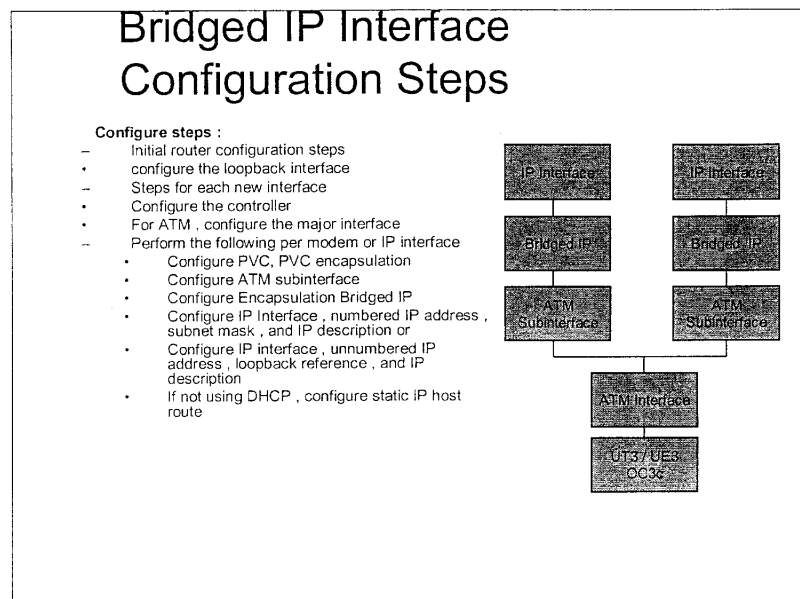 Bridged IP Interface
Configuration Steps
Configure steps :
– Initial router configuration steps
• configure the loopback interface
– Steps for each new interface
• Configure the controller
• For ATM , configure the major interface
– Perform the following per modem or IP interface
• Configure PVC, PVC encapsulation
• Configure ATM subinterface
• Configure Encapsulation Bridged IP
• Configure IP Interface , numbered IP address ,
subnet mask , and IP description or
• Configure IP interface , unnumbered IP
address , loopback reference , and IP
description
• If not using DHCP , configure static IP host
route
IP Interface
IP Interface
Bridged IP
Bridged IP
ATM
Subinterface
ATM
Subinterface
ATM Interface
UT3 / UE3
OC3c